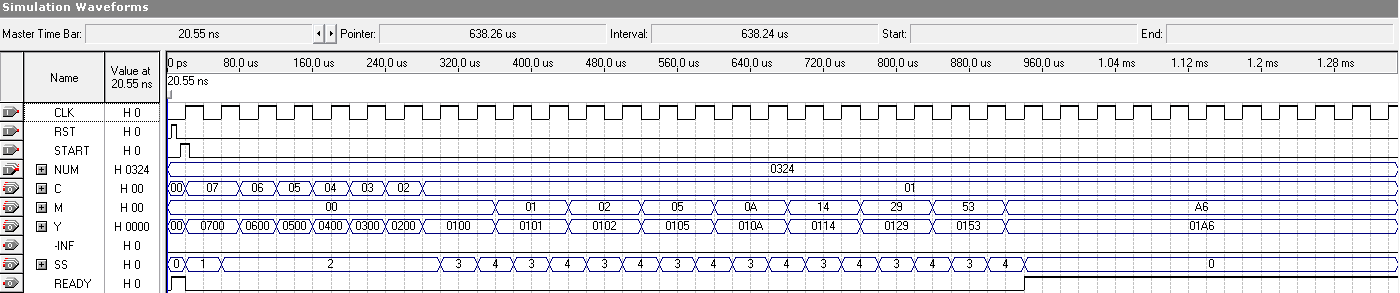 Simulation Waveforms
Master Time Bar: 20.55 ns Pointer: 638.26 us Interval: 638.24 us Start: End:
Name Value at 20.55 ns 0 ps 80.0 us 160.0 us 240.0 us 320.0 us 400.0 us 480.0 us 560.0 us 640.0 us 720.0 us 800.0 us 880.0 us 960.0 us 1.04 ms 1.12 ms 1.2 ms 1.28 ms
20.55 ns
CLK H 0
RST H 0
START H 0
NUM H 0324 0324
C H 00 00 07 06 05 04 03 02 01
M H 00 00 01 02 05 0A 14 29 53 A6
Y H 0000 00 0700 0600 0500 0400 0300 0200 0100 0101 0102 0105 010A 0114 0129 0153 01A6
-INF H 0
SS H 0 0 1 2 3 4 3 4 3 4 3 4 3 4 3 4 3 4 3 4 0
READY H 0